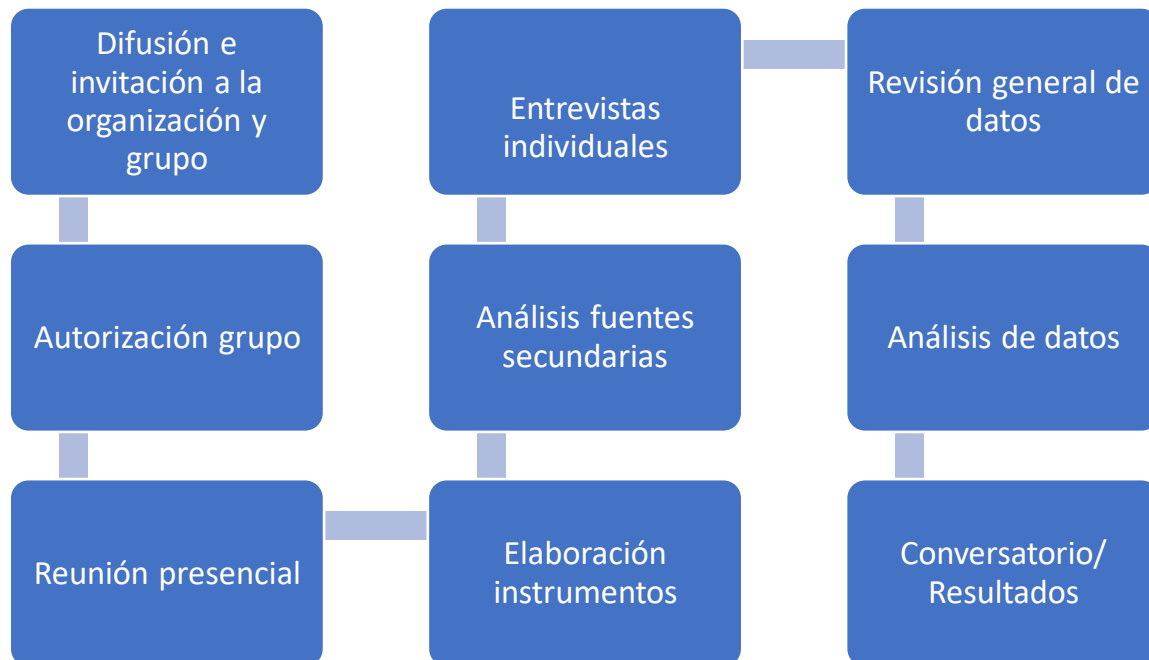 Difusión e
invitación a la
organización y
grupo
Autorización grupo
Reunión presencial
Elaboración
instrumentos
Análisis fuentes
secundarias
Entrevistas
individuales
Revisión general de
datos
Análisis de datos
Conversatorio/
Resultados